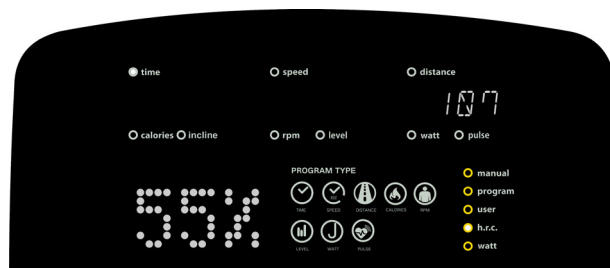 time speed distance
107
calories incline rpm level watt pulse
55%
PROGRAM TYPE
TIME SPEED DISTANCE CALORIES RPM
LEVEL WATT PULSE
manual
program
user
h.r.c.
watt